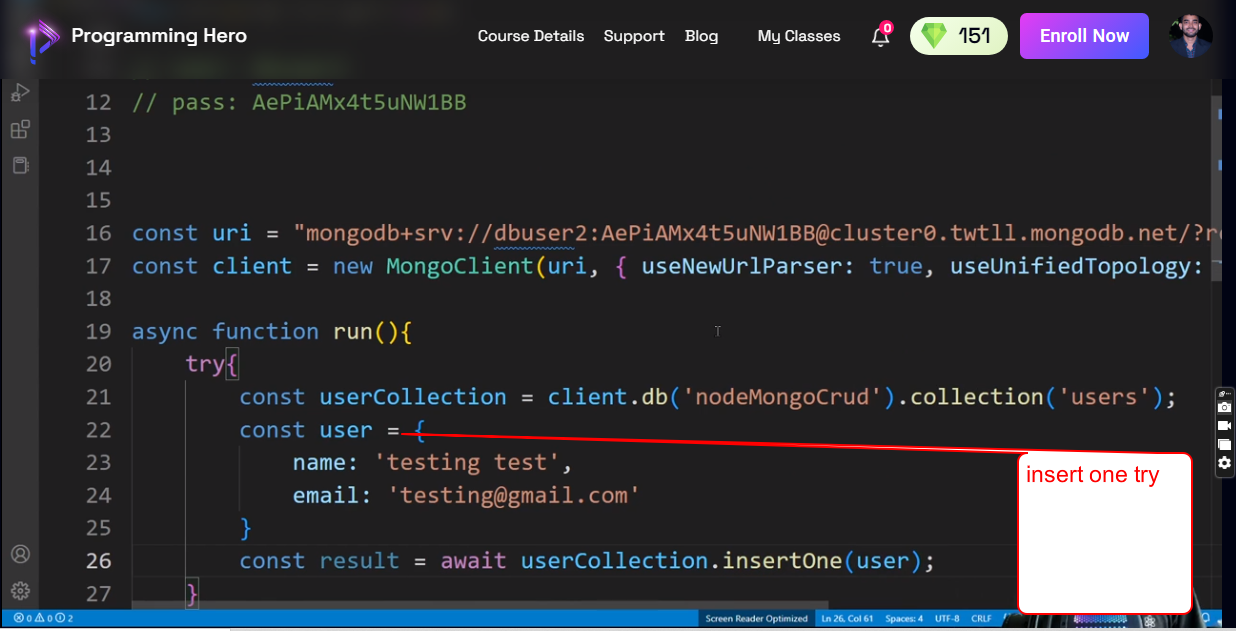 Programming Hero
Course Details Support Blog My Classes 0 151 Enroll Now
12 // pass: AePiAMx4t5uNW1BB
13
14
15
16 const uri = "mongodb+srv://dbuser2:AePiAMx4t5uNW1BB@cluster0.twtll.mongodb.net/?r
17 const client = new MongoClient(uri, { useNewUrlParser: true, useUnifiedTopology:
18
19 async function run(){
20 try{
21 const userCollection = client.db('nodeMongoCrud').collection('users');
22 const user = {
23 name: 'testing test',
24 email: 'testing@gmail.com'
25 }
26 const result = await userCollection.insertOne(user);
27 }
insert one try
0 0 2 Screen Reader Optimized Ln 26, Col 61 Spaces: 4 UTF-8 CRLF